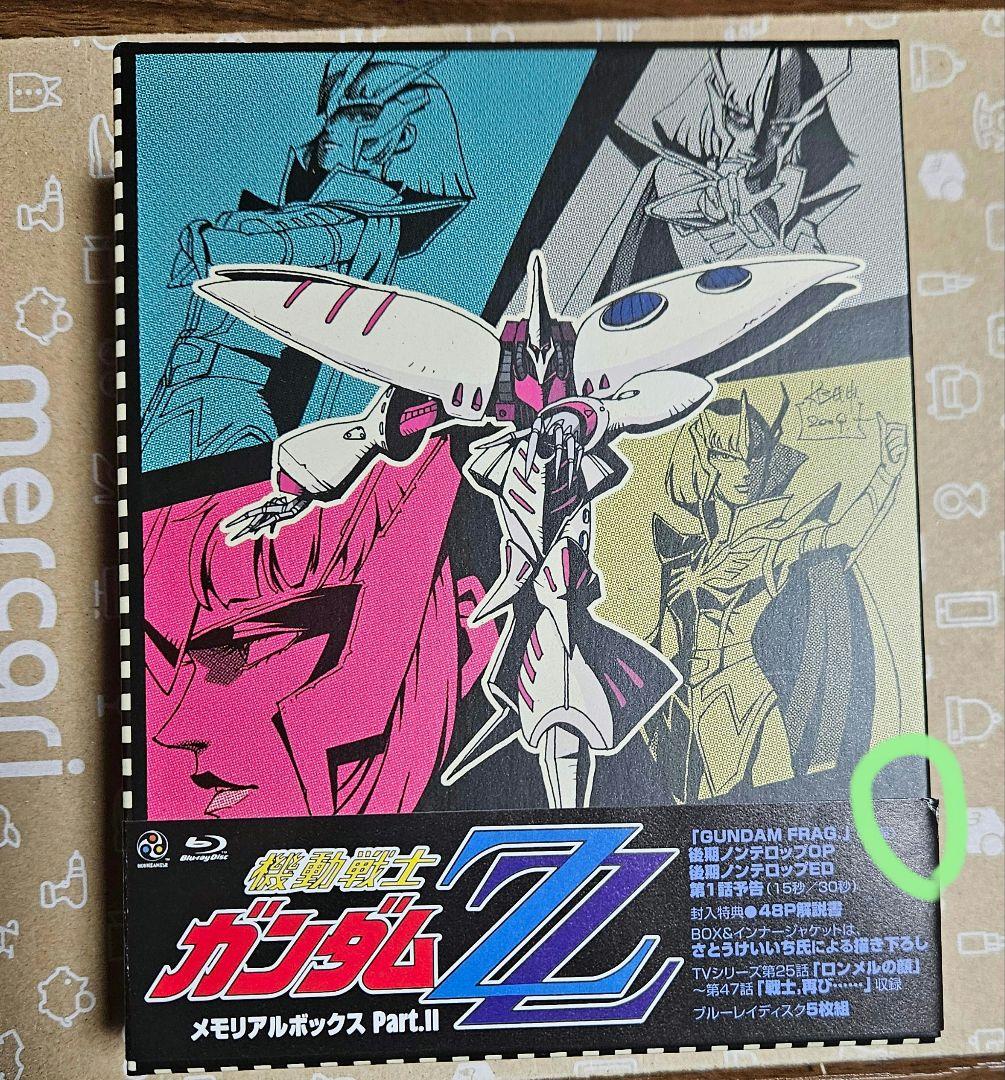 mercari
Blu-ray Disc
機動戦士
ガンダムZZ
メモリアルボックス Part.II
「GUNDAM FRAG.」
後期ノンテロップOP
後期ノンテロップED
第1話予告(15秒/30秒)
封入特典●48P解説書
BOX&インナージャケットは、
さとうけいいち氏による描き下ろし
TVシリーズ第25話「ロンメルの顔」
～第47話「戦士、再び……」収録
ブルーレイディスク5枚組